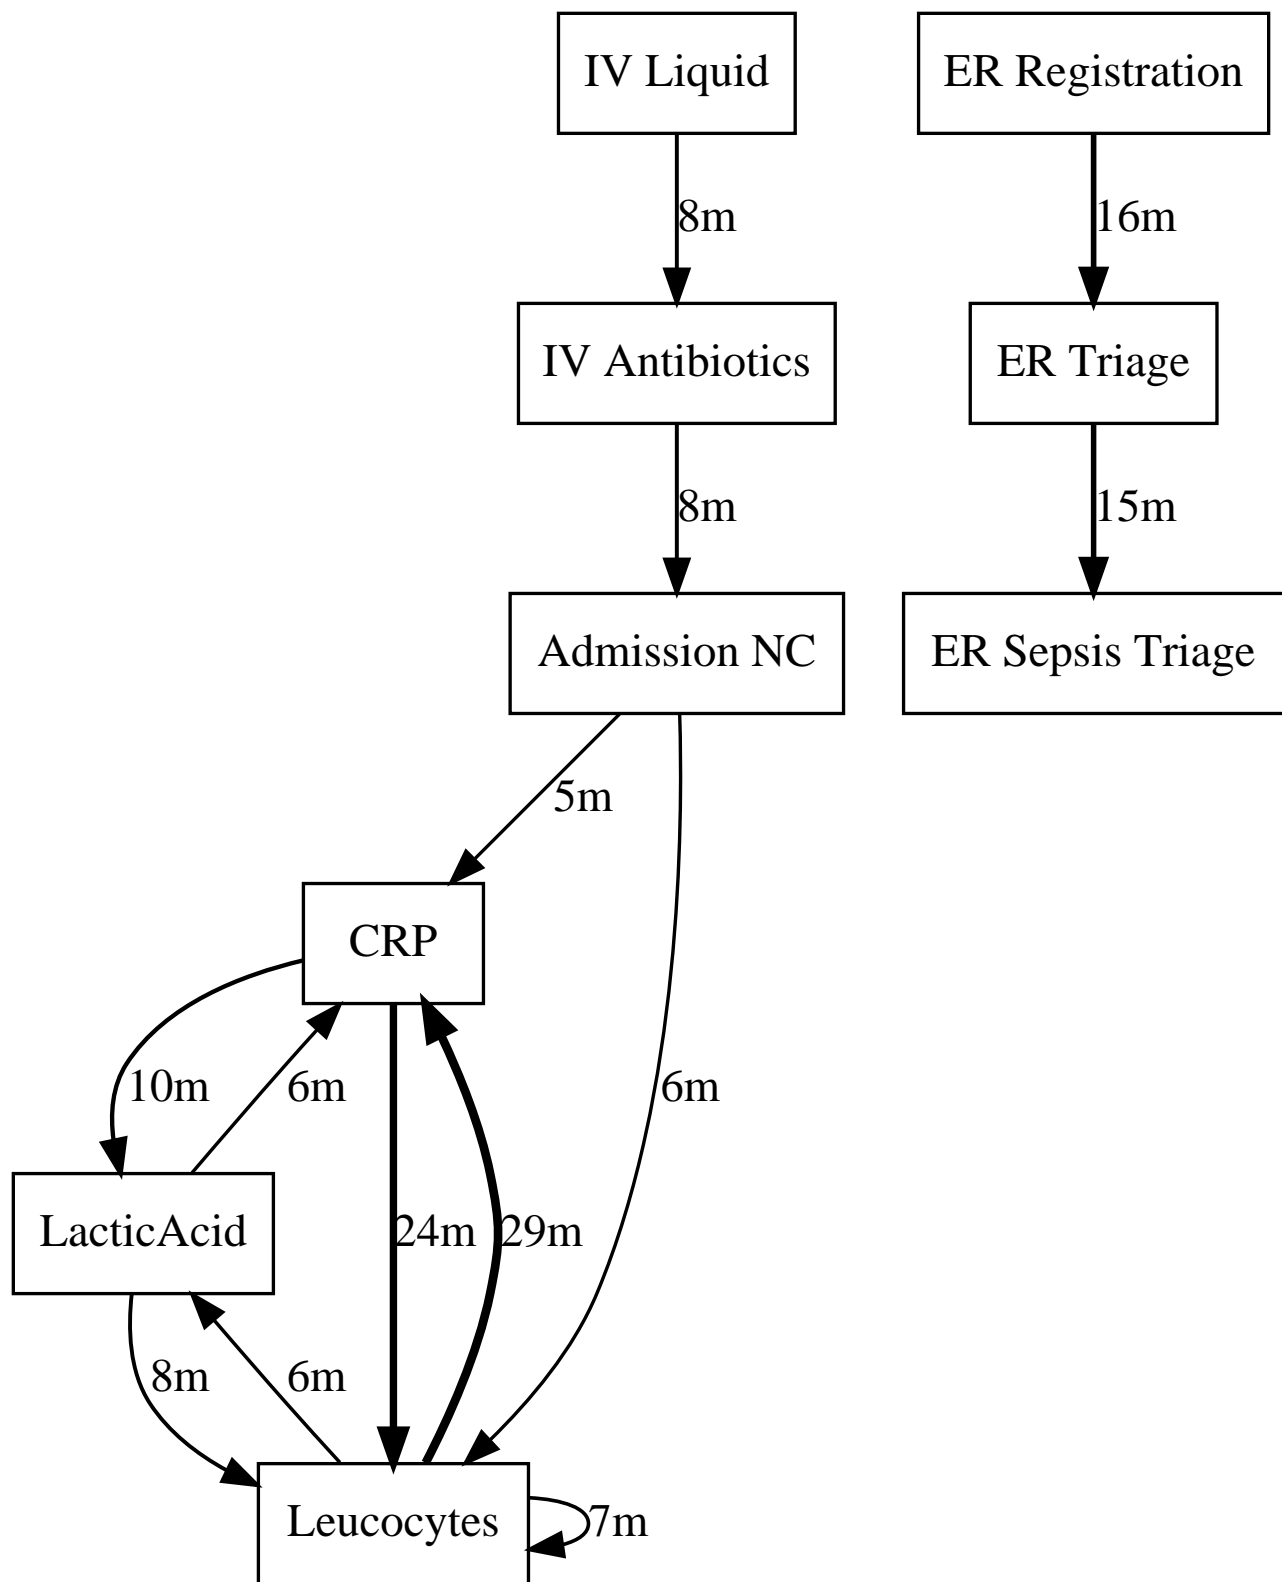 IV Liquid
ER Registration
8m
16m
IV Antibiotics
ER Triage
8m
15m
Admission NC
ER Sepsis Triage
5m
CRP
10m
6m
6m
LacticAcid
24m
29m
8m
6m
Leucocytes
7m